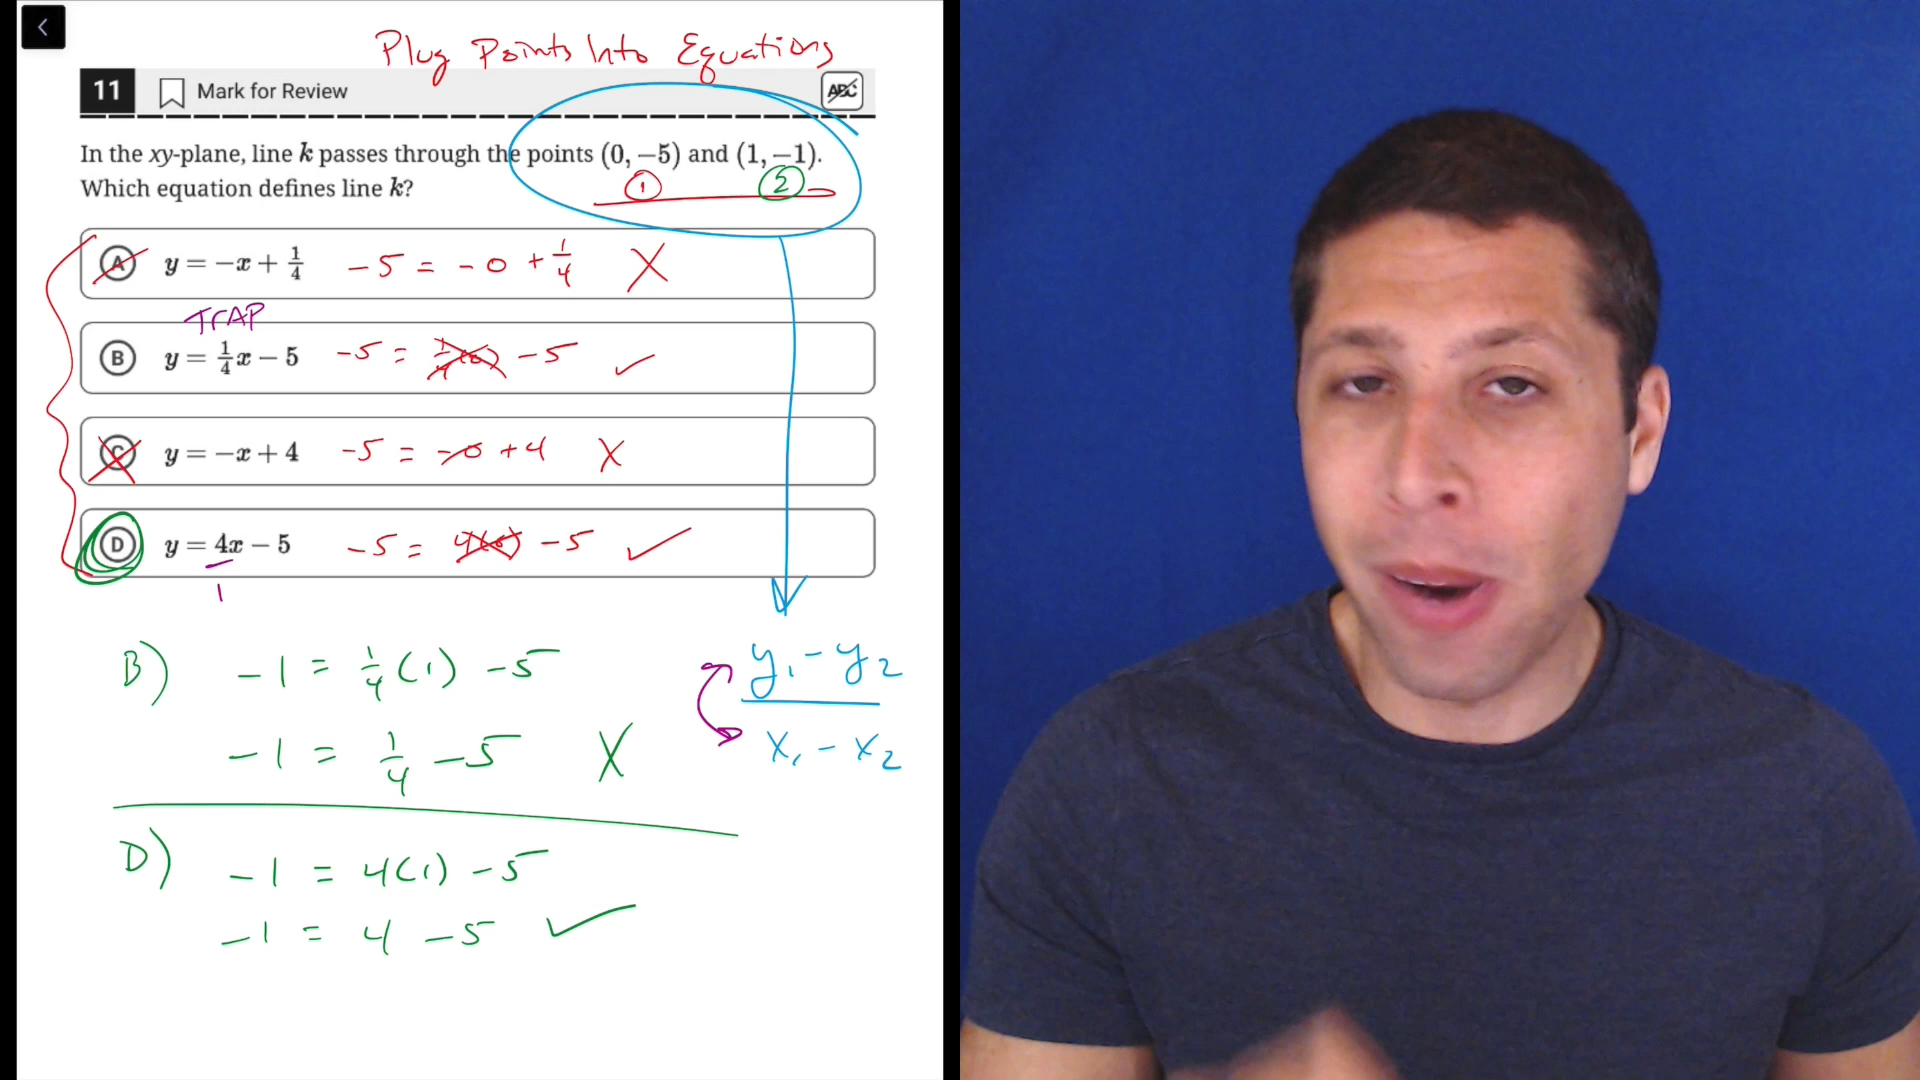 Plug Points Into Equations
11 Mark for Review ABC
In the xy-plane, line k passes through the points (0, −5) and (1, −1).
① ②
Which equation defines line k?
A y = −x + 1/4 −5 = −0 + 1/4 X
TRAP
B y = 1/4 x − 5 −5 = 1/4(0) −5 ✓
C y = −x + 4 −5 = −0 + 4 X
D y = 4x − 5 −5 = 4(0) −5 ✓
1
B) −1 = 1/4 (1) −5
y₁ − y₂
−1 = 1/4 −5 X
x₁ − x₂
D) −1 = 4(1) −5
−1 = 4 −5 ✓